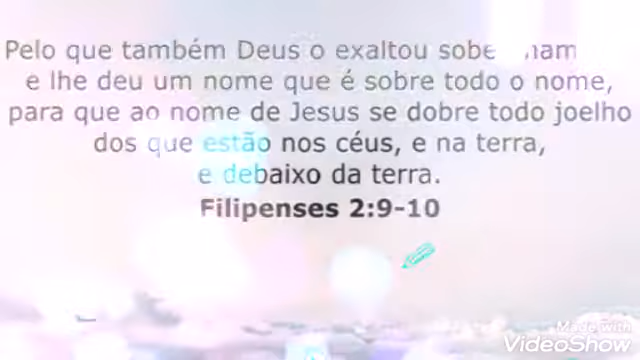 Pelo que também Deus o exaltou
e lhe deu um nome que é sobre todo o nome,
para que ao nome de Jesus se dobre todo joelho
dos que estão nos céus, e na terra,
e debaixo da terra.
Filipenses 2:9-10
Made with
VideoShow